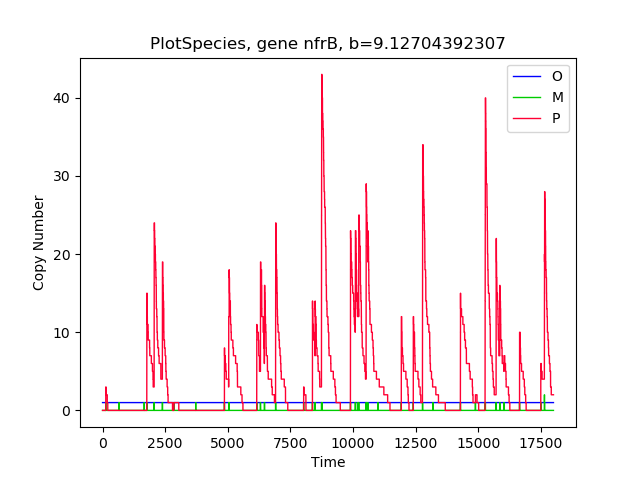 PlotSpecies, gene nfrB, b=9.12704392307
O
M
P
Copy Number
40
30
20
10
0
0 2500 5000 7500 10000 12500 15000 17500
Time